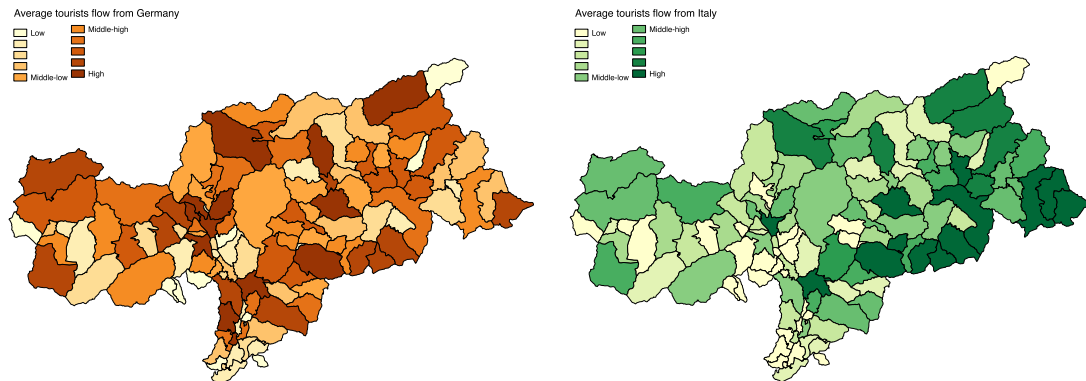 Average tourists flow from Germany
Low
Middle-low
Middle-high
High
Average tourists flow from Italy
Low
Middle-low
Middle-high
High